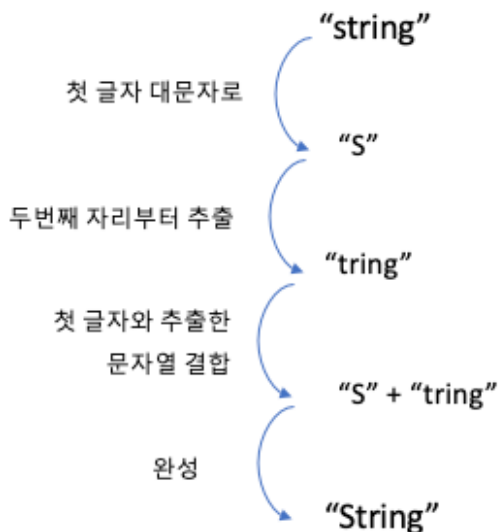 “string”
첫 글자 대문자로
“S”
두번째 자리부터 추출
“tring”
첫 글자와 추출한
문자열 결합
“S” + “tring”
완성
“String”